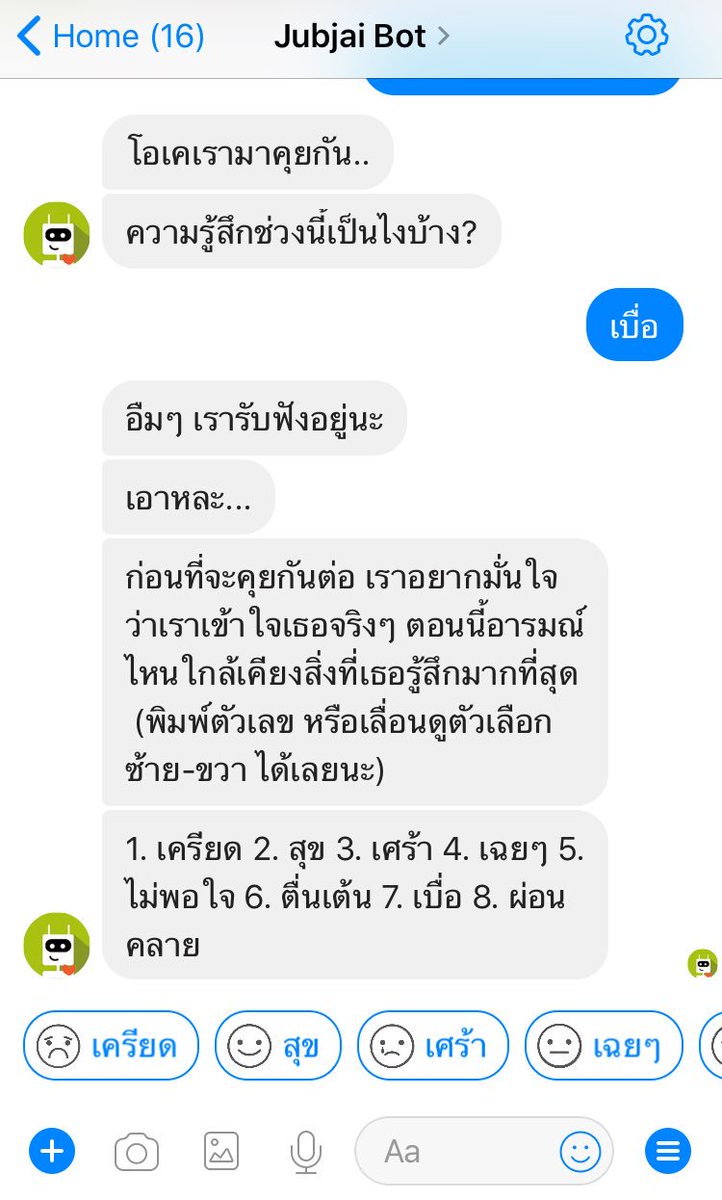 Home (16)
Jubjai Bot
โอเคเรามาคุยกัน..
ความรู้สึกช่วงนี้เป็นไงบ้าง?
เบื่อ
อืมๆ เรารับฟังอยู่นะ
เอาหละ...
ก่อนที่จะคุยกันต่อ เราอยากมั่นใจ
ว่าเราเข้าใจเธอจริงๆ ตอนนี้อารมณ์
ไหนใกล้เคียงสิ่งที่เธอรู้สึกมากที่สุด
(พิมพ์ตัวเลข หรือเลื่อนดูตัวเลือก
ซ้าย-ขวา ได้เลยนะ)
1. เครียด 2. สุข 3. เศร้า 4. เฉยๆ 5.
ไม่พอใจ 6. ตื่นเต้น 7. เบื่อ 8. ผ่อน
คลาย
เครียด
สุข
เศร้า
เฉยๆ
Aa